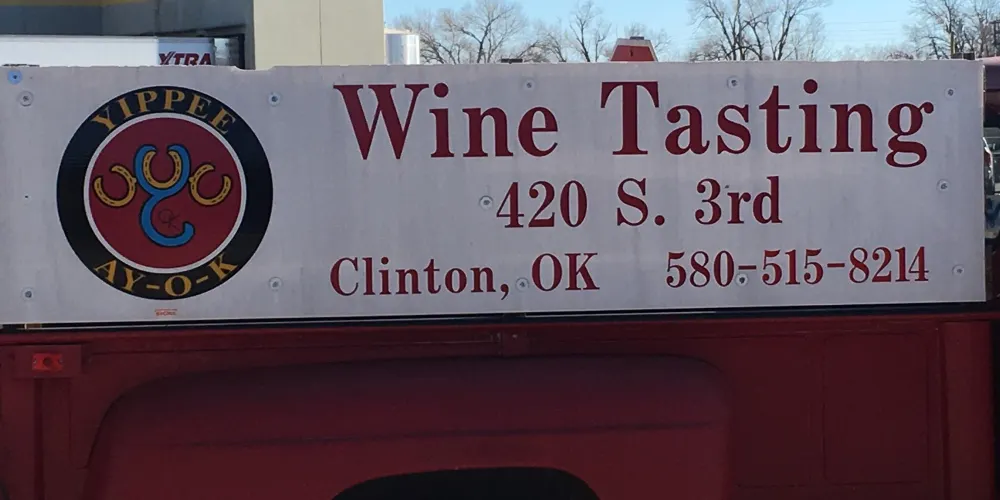 XTRA
YIPPEE
AY-O-K
Wine Tasting
420 S. 3rd
Clinton, OK 580-515-8214